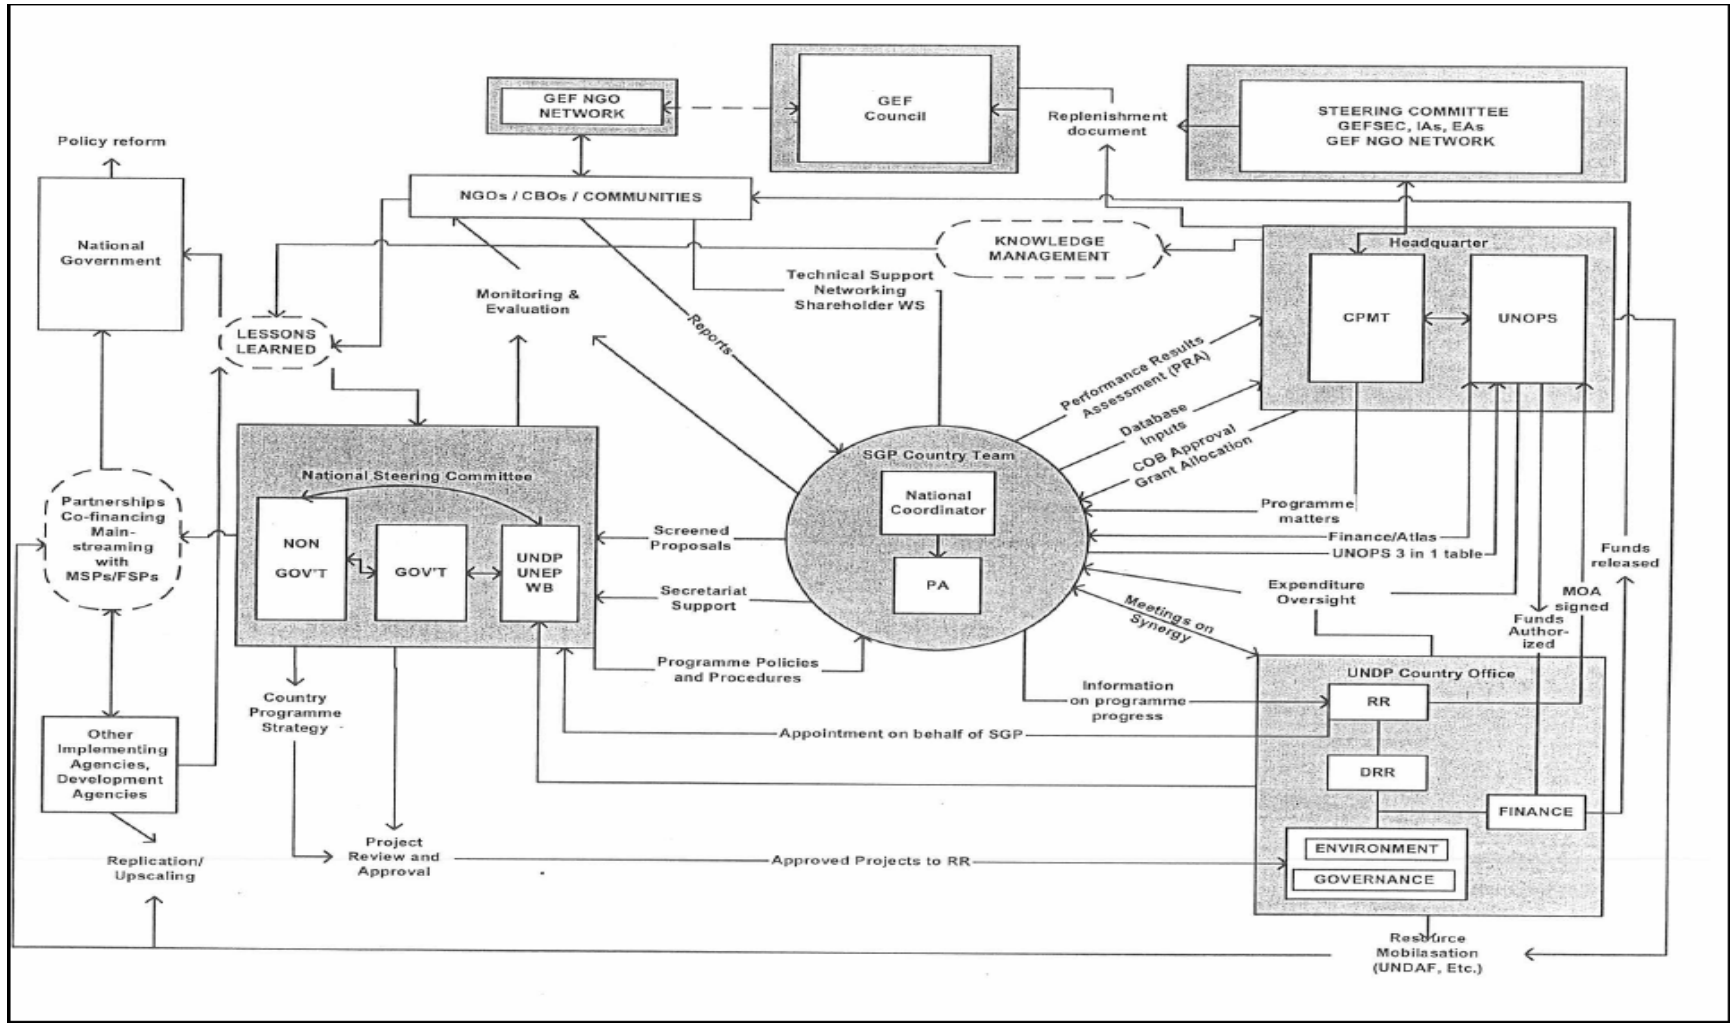 GEF NGO
NETWORK
GEF
Council
Replenishment
document
STEERING COMMITTEE
GEFSEC, IAs, EAs
GEF NGO NETWORK
Policy reform
National
Government
NGOs / CBOs / COMMUNITIES
KNOWLEDGE
MANAGEMENT
Headquarter
CPMT
UNOPS
Technical Support
Networking
Shareholder WS
Monitoring &
Evaluation
Reports
LESSONS
LEARNED
Performance Results
Assessment (PRA)
Database
Inputs
COB Approval
Grant Allocation
SGP Country Team
National
Coordinator
PA
National Steering Committee
NON
GOV'T
GOV'T
UNDP
UNEP
WB
Partnerships
Co-financing
Main-
streaming
with
MSPs/FSPs
Screened
Proposals
Secretariat
Support
Programme Policies
and Procedures
Programme
matters
Finance/Atlas
UNOPS 3 in 1 table
Expenditure
Oversight
Funds
released
MOA
signed
Funds
Author-
ized
Meetings on
Synergy
Information
on programme
progress
UNDP Country Office
RR
DRR
FINANCE
ENVIRONMENT
GOVERNANCE
Country
Programme
Strategy
Appointment on behalf of SGP
Other
Implementing
Agencies,
Development
Agencies
Project
Review and
Approval
Approved Projects to RR
Replication/
Upscaling
Resource
Mobilasation
(UNDAF, Etc.)